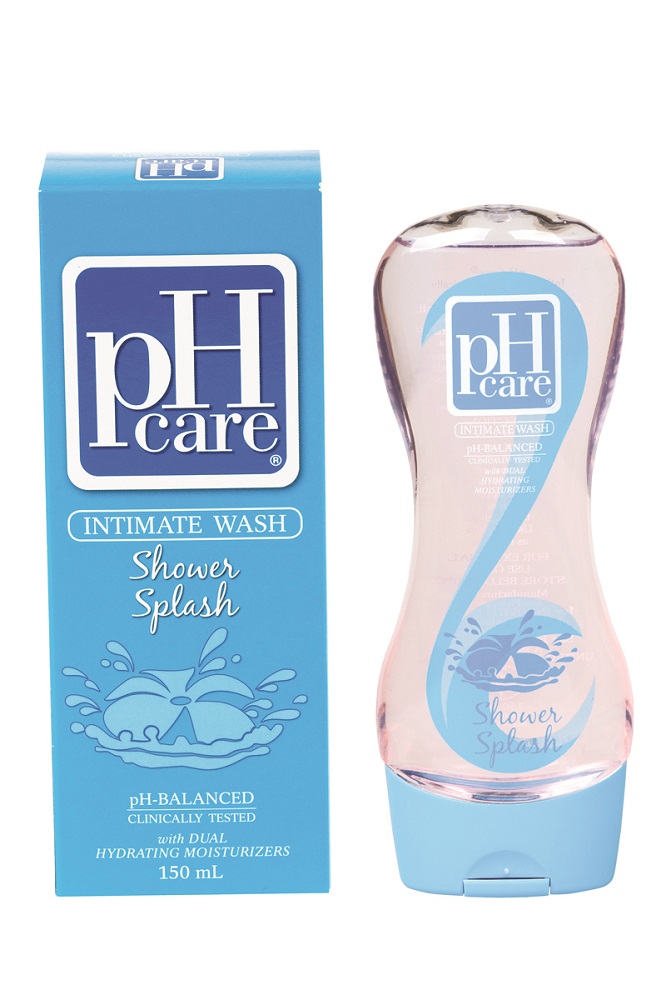 pH
care
pH
care®
INTIMATE WASH
Shower
Splash
pH-BALANCED
CLINICALLY TESTED
with DUAL
HYDRATING MOISTURIZERS
150 mL
pH
care®
INTIMATE WASH
pH-BALANCED
CLINICALLY TESTED
with DUAL
HYDRATING
MOISTURIZERS
Shower
Splash